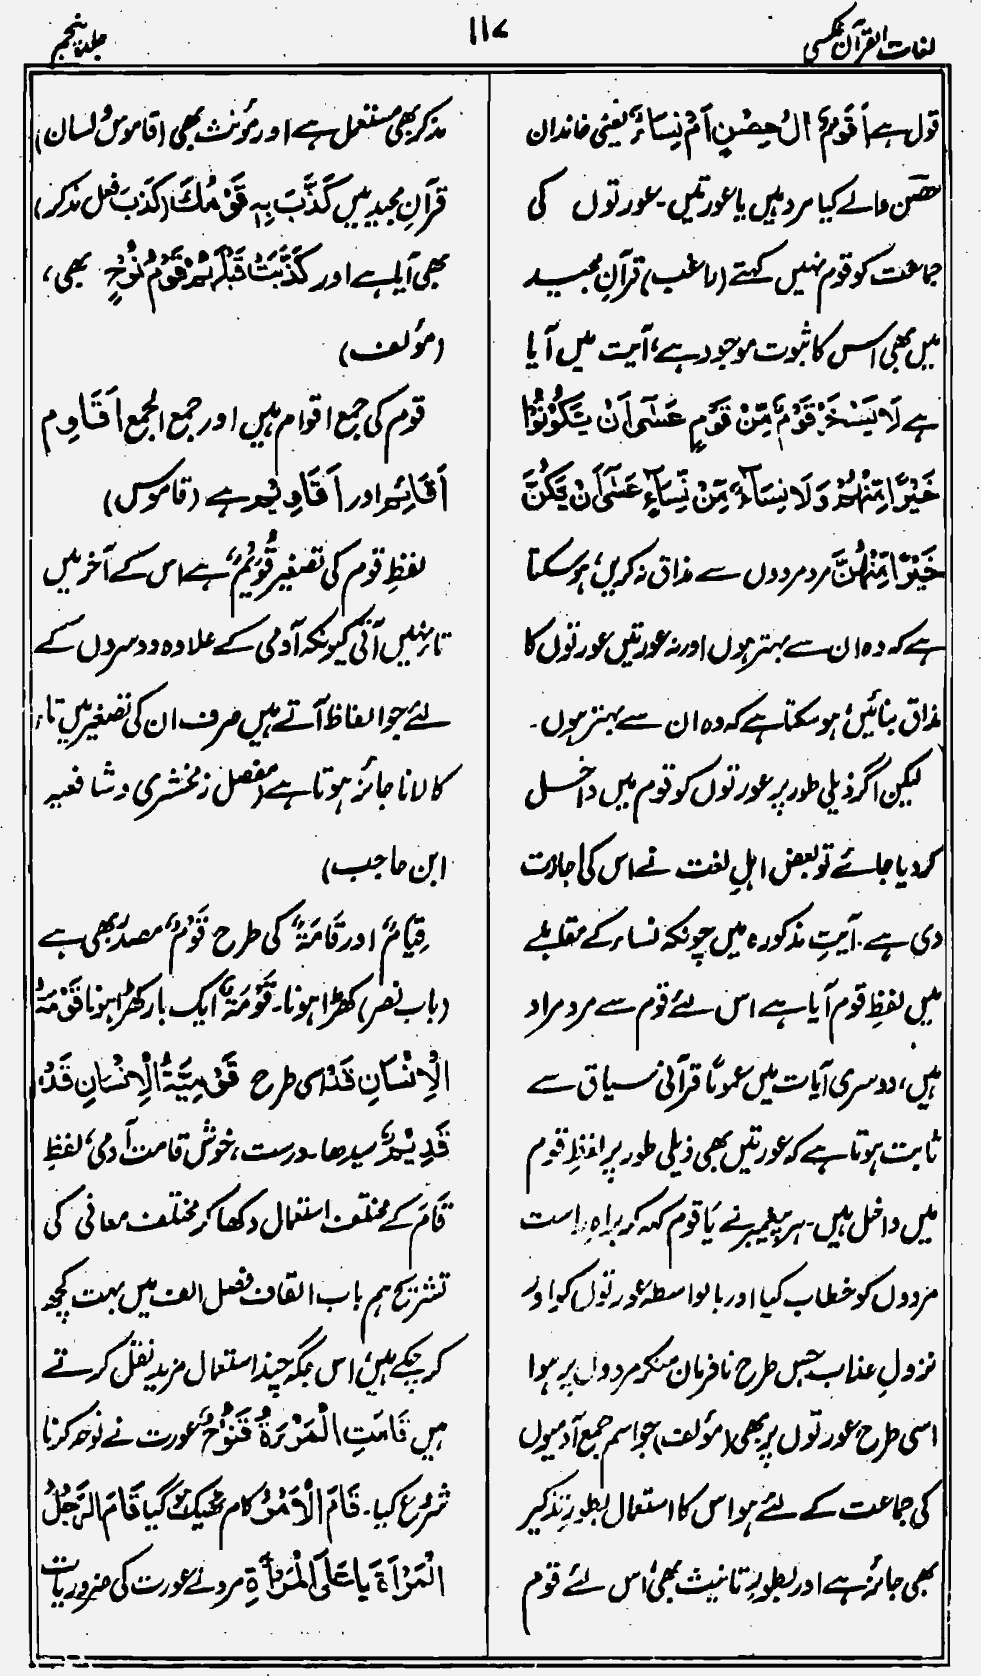 لغات القرآن عکسی
۱۱۷
جلد پنجم
قول ہے أَقَوْمٌ اٰلُ حِصْنٍ اَمْ نِسَاءٌ، یعنی خاندان
حصن والے کیا مرد ہیں یا عورتیں۔ عورتوں کی
جماعت کو قوم نہیں کہتے (راغب) قرآن مجید
میں بھی اس کا ثبوت موجود ہے، آیت میں آیا
ہے لَا يَسْخَرْ قَوْمٌ مِّنْ قَوْمٍ عَسٰى اَنْ يَّكُوْنُوْا
خَيْرًا مِّنْهُمْ وَلَا نِسَآءٌ مِّنْ نِّسَآءٍ عَسٰى اَنْ يَّكُنَّ
خَيْرًا مِّنْهُنَّ مرد مردوں سے مذاق نہ کریں، ہو سکتا
ہے کہ وہ ان سے بہتر ہوں اور نہ عورتیں عورتوں کا
مذاق بنائیں، ہو سکتا ہے کہ وہ ان سے بہتر ہوں۔
لیکن اگر ذیلی طور پر عورتوں کو قوم میں داخل
کر دیا جائے تو بعض اہلِ لغت نے اس کی اجازت
دی ہے۔ آیتِ مذکورہ میں چونکہ نساء کے مقابلے
میں لفظِ قوم آیا ہے اس لئے قوم سے مرد مراد
ہیں، دوسری آیات میں عموماً قرآنی سیاق سے
ثابت ہوتا ہے کہ عورتیں بھی ذیلی طور پر لفظِ قوم
میں داخل ہیں۔ ہر پیغمبر نے یَا قوم کہہ کر براہِ راست
مردوں کو خطاب کیا اور بالواسطہ عورتوں کو، اور
نزولِ عذاب جس طرح نافرمان منکر مردوں پر ہوا
اسی طرح عورتوں پر بھی (مؤلف) جو اسم جمع آدمیوں
کی جماعت کے لئے ہو اس کا استعمال بطورِ تذکیر
بھی جائز ہے اور بطورِ تانیث بھی، اس لئے قوم
مذکر بھی مستعمل ہے اور مؤنث بھی (قاموس، لسان)
قرآنِ مجید میں كَذَّبَ بِهٖ قَوْمُكَ (کَذَّبَ فعل مذکر)
بھی آیا ہے اور كَذَّبَتْ قَبْلَهُمْ قَوْمُ نُوْحٍ بھی،
(مؤلف)
قوم کی جمع اقوام ہیں اور جمع الجمع اَقَاوِم
اَقَائِم اور اَقَاوِیْم ہے (قاموس)
لفظِ قوم کی تصغیر قُوَیْمٌ، ہے اس کے آخر میں
تاء نہیں آئی کیونکہ آدمی کے علاوہ دوسروں کے
لئے جو الفاظ آتے ہیں صرف ان کی تصغیر میں تاء
کا لانا جائز ہوتا ہے (مفصل زمخشری و شافعیہ
ابن حاجب)
قِیَامٌ، اور قَامَةٌ، کی طرح قَوْمٌ، مصدر بھی ہے
(باب نصر) کھڑا ہونا۔ قَوْمَةٌ، ایک بار کھڑا ہونا قَوْمَةُ
الْاِنْسَانِ قَدُّہ اسی طرح قَوْمِيَّةُ الْاِنْسَانِ قَدُّہ
قَدِیْمٌ، سیدھا۔ درست، خوش قامت آدمی، لفظِ
قَامَ کے مختلف استعمال دکھا کر مختلف معانی کی
تشریح ہم باب القاف فصل الف میں بہت کچھ
کر چکے ہیں، اس جگہ چند استعمال مزید نقل کرتے
ہیں قَامَتِ الْمَرْءَةُ تَنُوْحُ، عورت نے نوحہ کرنا
شروع کیا۔ قَامَ الْاَمْرُ کام ٹھیک ہو گیا قَامَ الرَّجُلُ
الْمَرْاَةَ یَا عَلَى الْمَرْأَةِ مرد نے عورت کی ضروریات